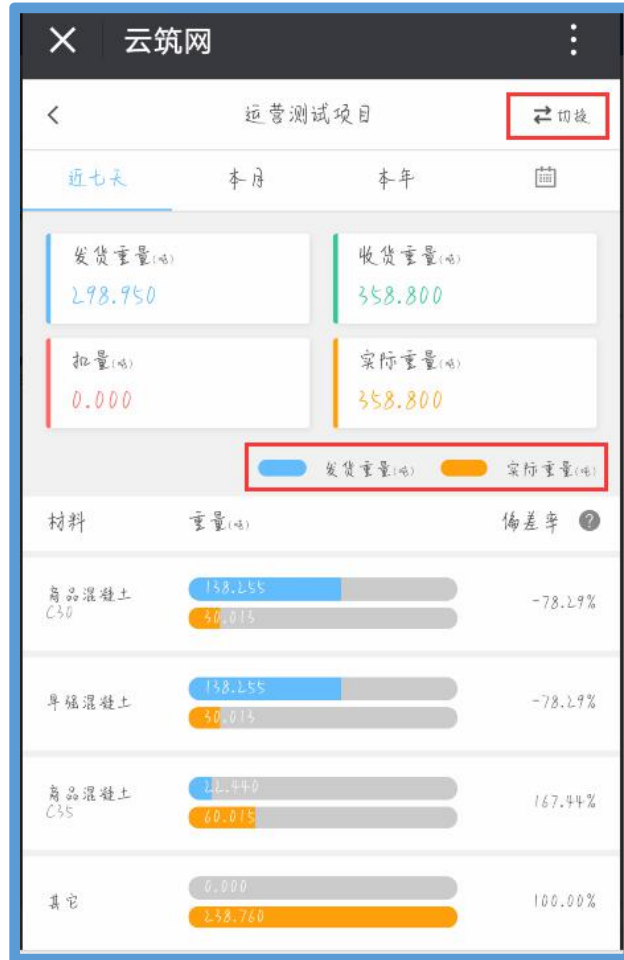 云筑网
运营测试项目
切换
近七天 本月 本年
发货重量(吨) 收货重量(吨)
298.950 358.800
扣量(吨) 实际重量(吨)
0.000 358.800
发货重量(吨) 实际重量(吨)
材料 重量(吨) 偏差率 ?
商品混凝土 138.255 -78.29%
C30 30.015
早强混凝土 138.255 -78.29%
30.015
商品混凝土 22.440 167.44%
C35 60.015
其它 0.000 100.00%
238.760